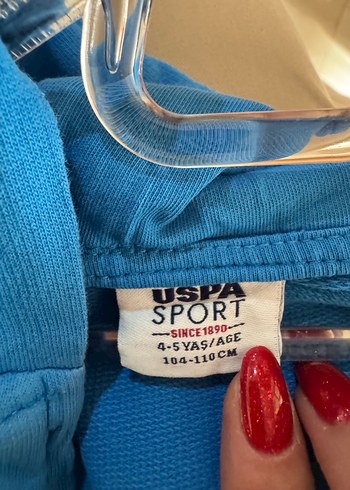 USPA
SPORT
SINCE 1890
4-5 YAŞ/AGE
104-110 CM